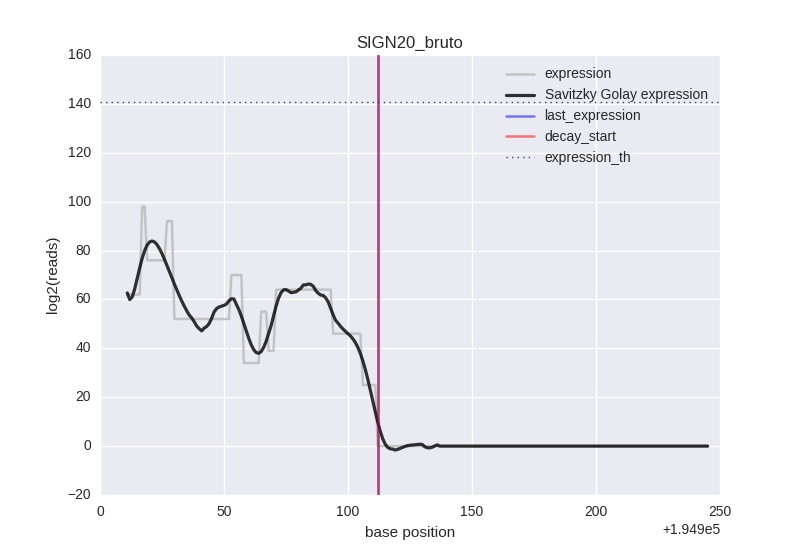 SIGN20_bruto
160
140
120
100
80
60
40
20
0
−20
log2(reads)
expression
Savitzky Golay expression
last_expression
decay_start
expression_th
0
50
100
150
200
250
+1.949e5
base position